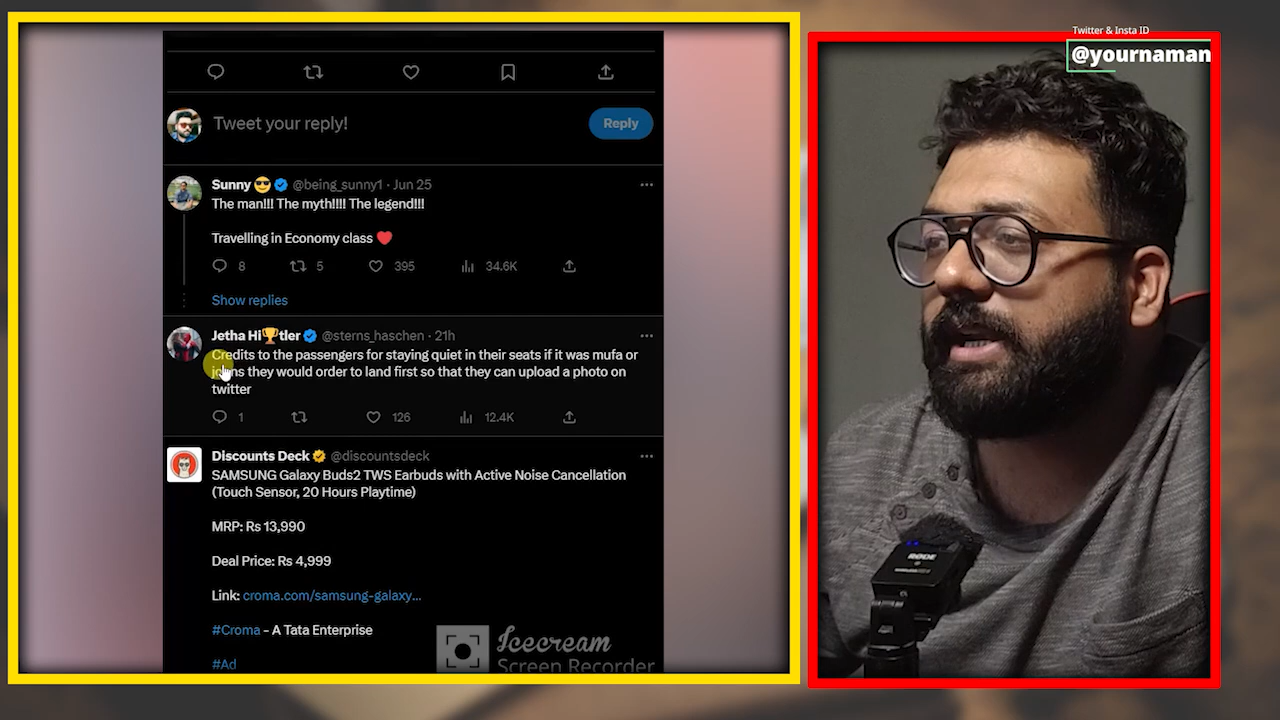 Twitter & Insta ID
@yournaman
Tweet your reply!
Reply
Sunny 😎 @being_sunny1 · Jun 25
The man!!! The myth!!!! The legend!!!
Travelling in Economy class ❤️
8 5 395 34.6K
Show replies
Jetha Hi🏆tler @sterns_haschen · 21h
Credits to the passengers for staying quiet in their seats if it was mufa or
they would order to land first so that they can upload a photo on
twitter
1 126 12.4K
Discounts Deck @discountsdeck
SAMSUNG Galaxy Buds2 TWS Earbuds with Active Noise Cancellation
(Touch Sensor, 20 Hours Playtime)
MRP: Rs 13,990
Deal Price: Rs 4,999
Link: croma.com/samsung-galaxy...
#Croma - A Tata Enterprise
#Ad
Icecream
Screen Recorder
RØDE